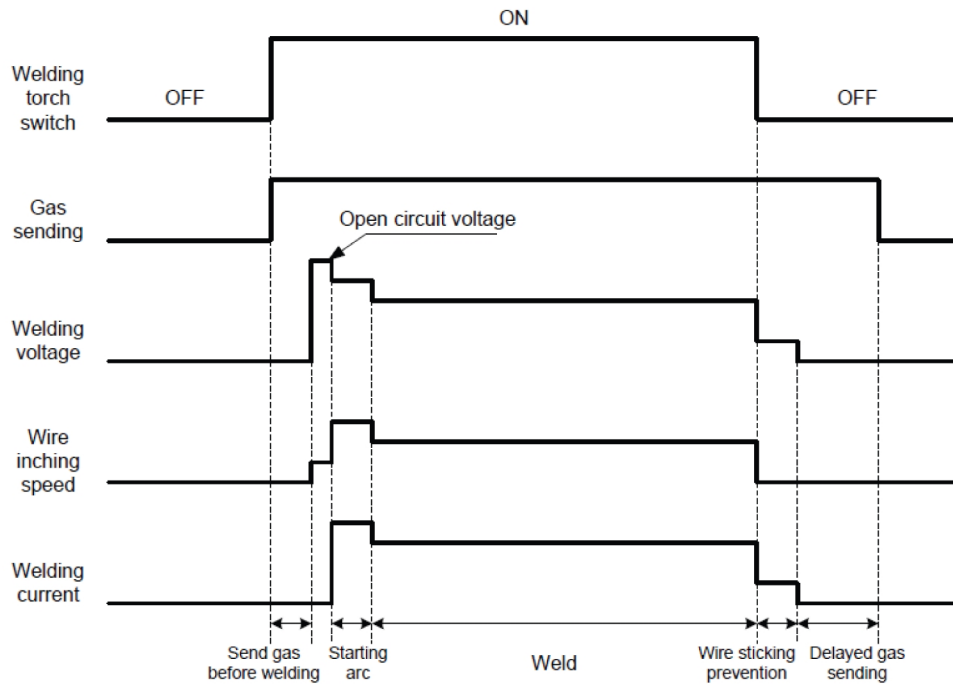 ON
Welding
torch
switch
OFF
OFF
Gas
sending
Open circuit voltage
Welding
voltage
Wire
inching
speed
Welding
current
Send gas
before welding
Starting
arc
Weld
Wire sticking
prevention
Delayed gas
sending